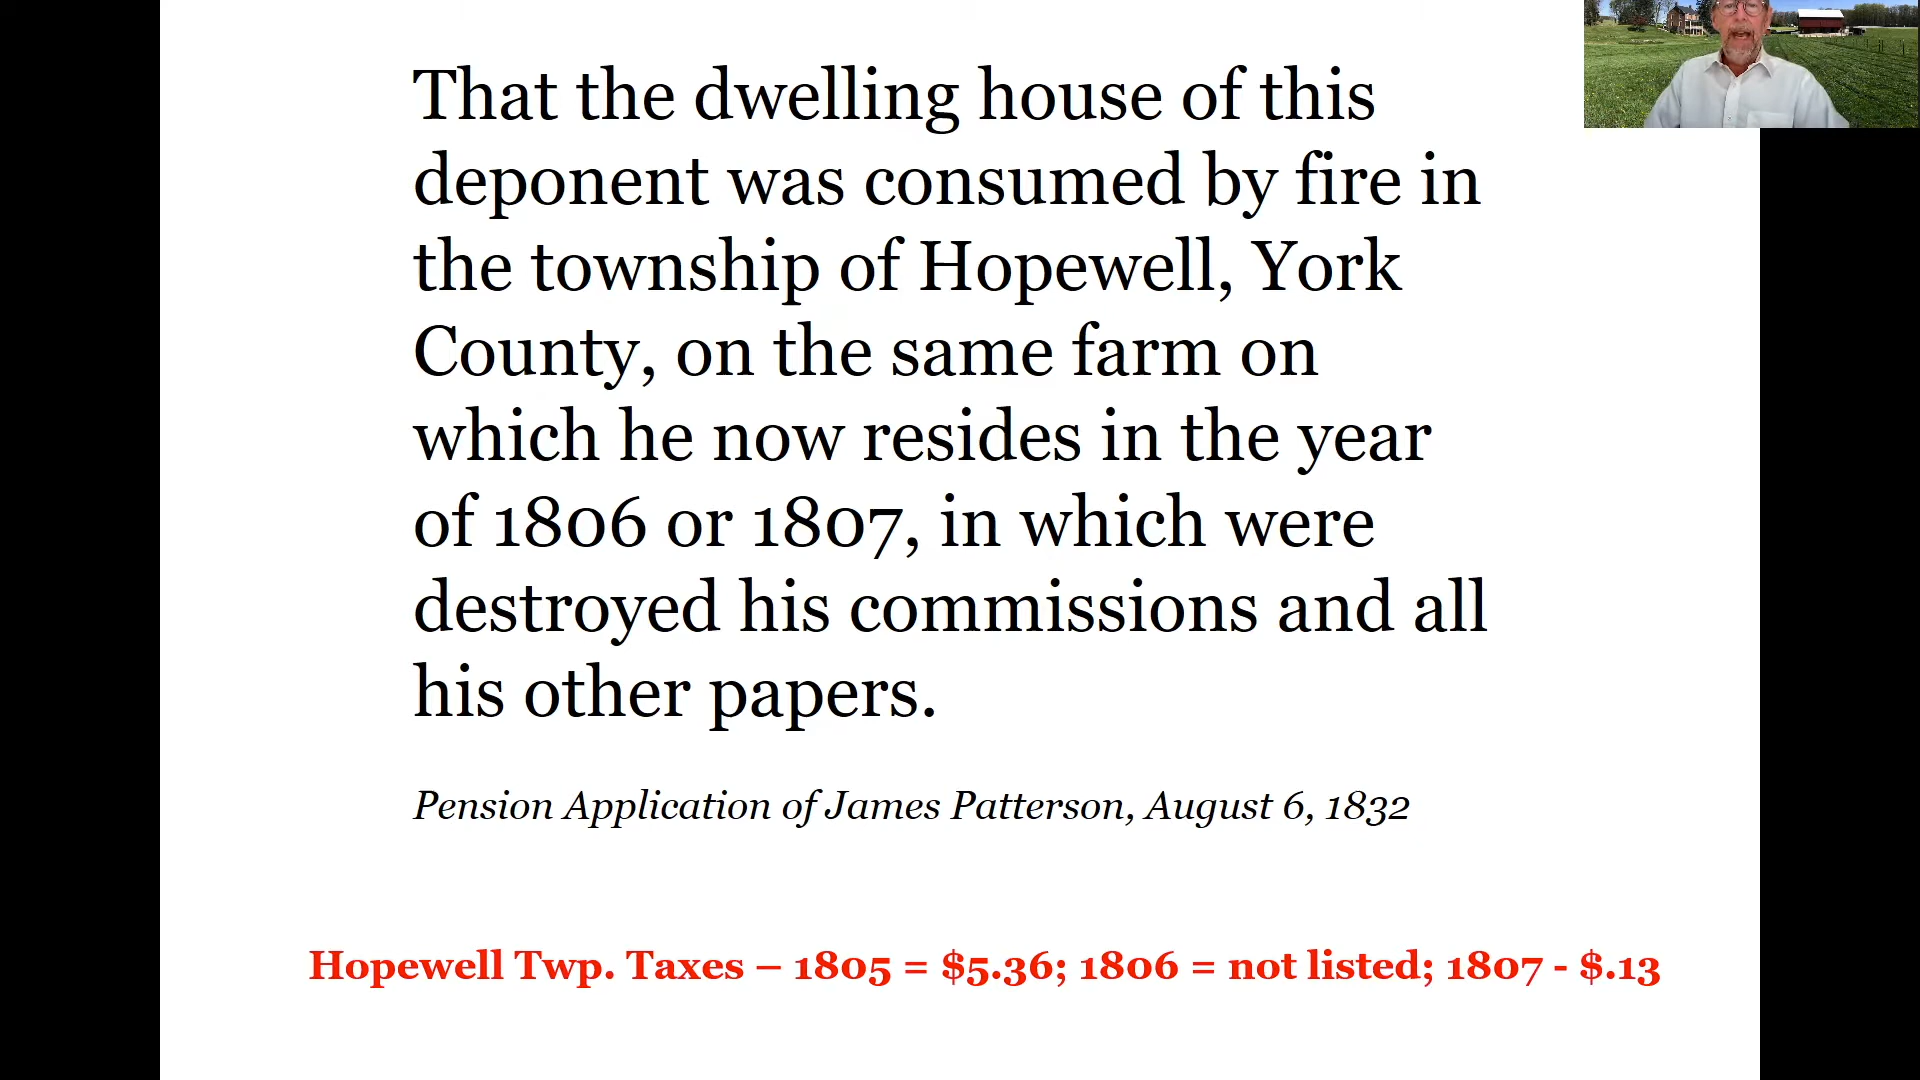 That the dwelling house of this
deponent was consumed by fire in
the township of Hopewell, York
County, on the same farm on
which he now resides in the year
of 1806 or 1807, in which were
destroyed his commissions and all
his other papers.
Pension Application of James Patterson, August 6, 1832
Hopewell Twp. Taxes – 1805 = $5.36; 1806 = not listed; 1807 - $.13